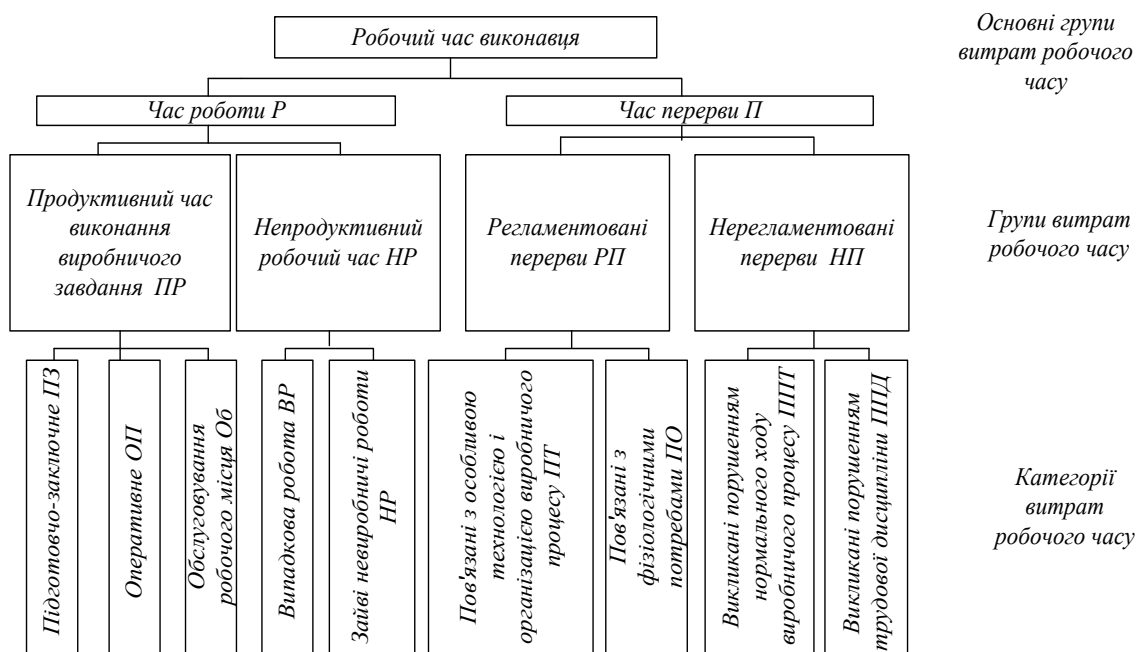 Робочий час виконавця
Основні групи
витрат робочого
часу
Час роботи Р
Час перерви П
Продуктивний час
виконання
виробничого
завдання ПР
Непродуктивний
робочий час НР
Регламентовані
перерви РП
Нерегламентовані
перерви НП
Групи витрат
робочого часу
Підготовчо-заключне ПЗ
Оперативне ОП
Обслуговування
робочого місця Об
Випадкова робота ВР
Зайві невиробничі роботи
НР
Пов'язані з особливою
технологією і
організацією виробничого
процесу ПТ
Пов'язані з
фізіологічними
потребами ПО
Викликані порушенням
нормального ходу
виробничого процесу ППТ
Викликані порушенням
трудової дисципліни ППД
Категорії
витрат
робочого часу